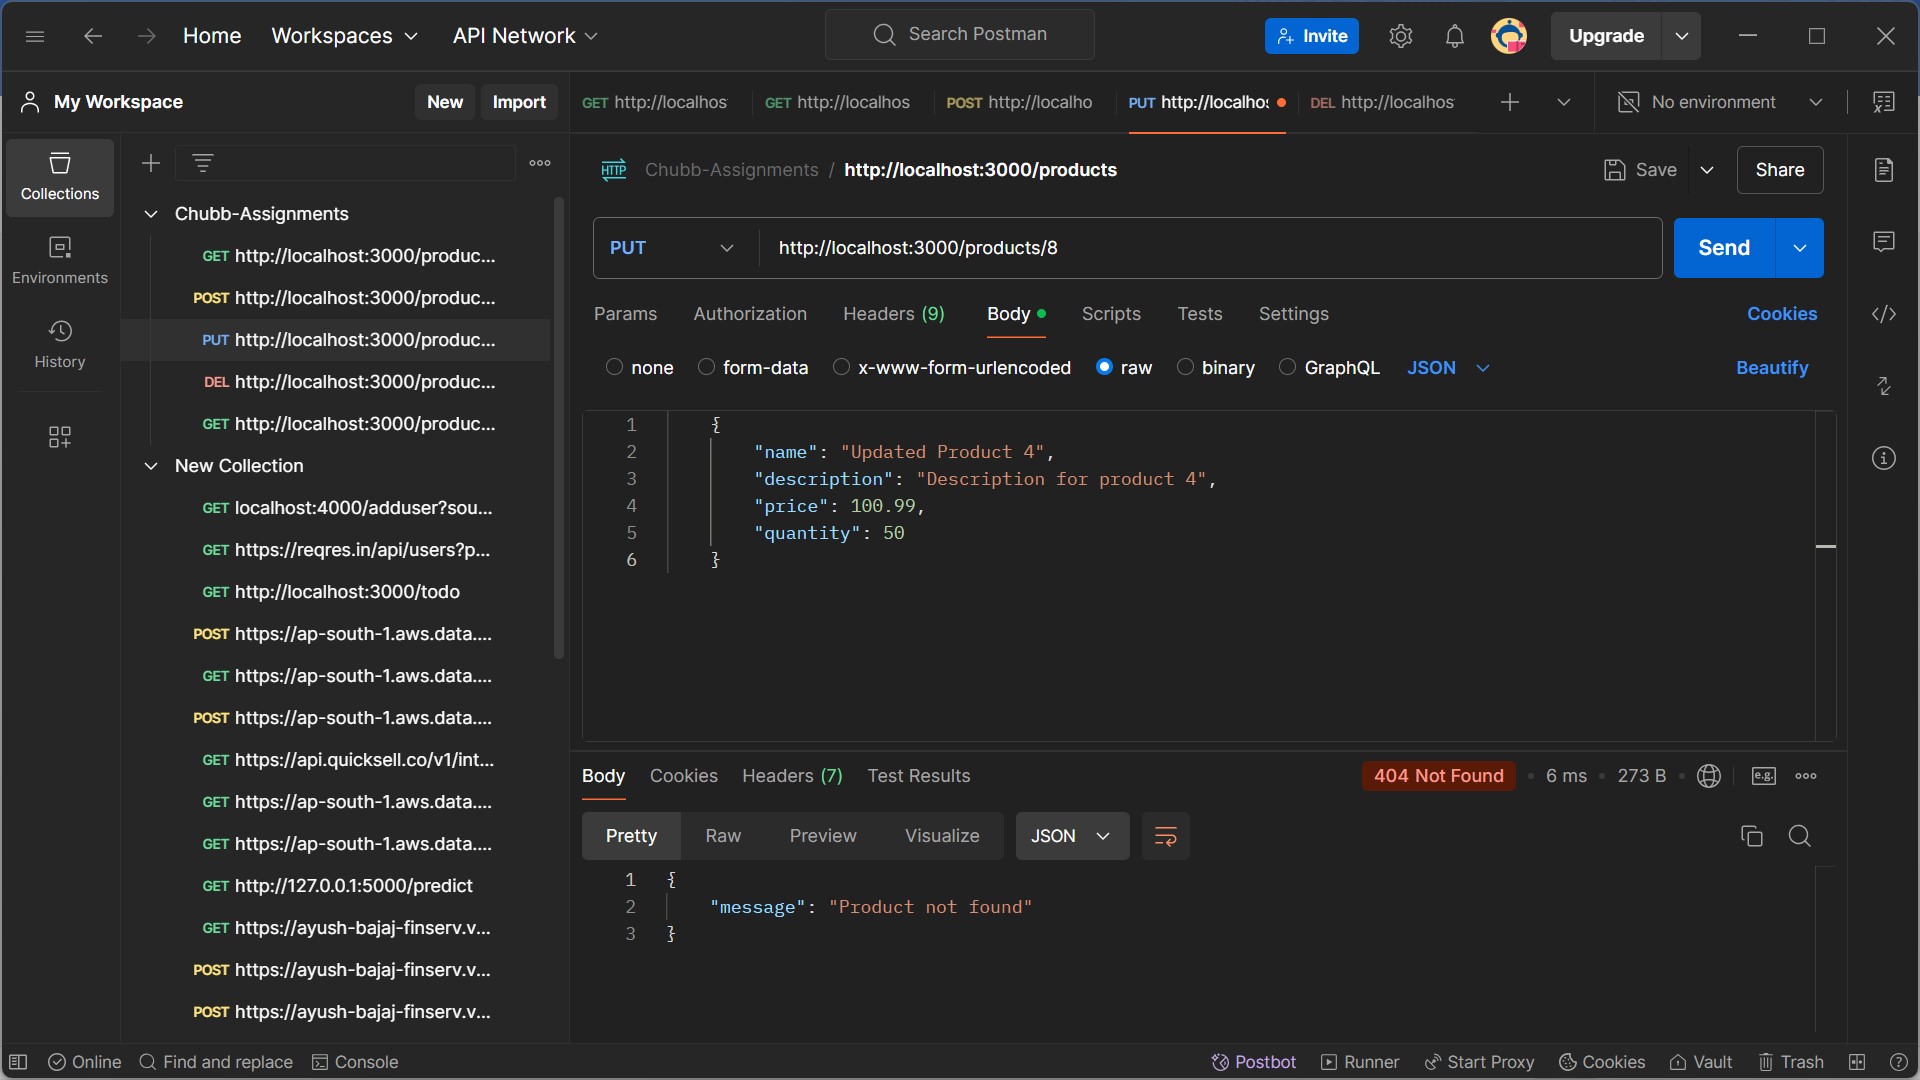 Home Workspaces API Network Search Postman Invite Upgrade
My Workspace New Import
GET http://localhos GET http://localhos POST http://localho PUT http://localhos DEL http://localhos No environment
Collections
Environments
History
Chubb-Assignments
GET http://localhost:3000/produc...
POST http://localhost:3000/produc...
PUT http://localhost:3000/produc...
DEL http://localhost:3000/produc...
GET http://localhost:3000/produc...
New Collection
GET localhost:4000/adduser?sou...
GET https://reqres.in/api/users?p...
GET http://localhost:3000/todo
POST https://ap-south-1.aws.data....
GET https://ap-south-1.aws.data....
POST https://ap-south-1.aws.data....
GET https://api.quicksell.co/v1/int...
GET https://ap-south-1.aws.data....
GET https://ap-south-1.aws.data....
GET http://127.0.0.1:5000/predict
GET https://ayush-bajaj-finserv.v...
POST https://ayush-bajaj-finserv.v...
POST https://ayush-bajaj-finserv.v...
HTTP Chubb-Assignments / http://localhost:3000/products Save Share
PUT http://localhost:3000/products/8 Send
Params Authorization Headers (9) Body Scripts Tests Settings Cookies
none form-data x-www-form-urlencoded raw binary GraphQL JSON Beautify
1 {
2 "name": "Updated Product 4",
3 "description": "Description for product 4",
4 "price": 100.99,
5 "quantity": 50
6 }
Body Cookies Headers (7) Test Results 404 Not Found 6 ms 273 B e.g.
Pretty Raw Preview Visualize JSON
1 {
2 "message": "Product not found"
3 }
Online Find and replace Console Postbot Runner Start Proxy Cookies Vault Trash